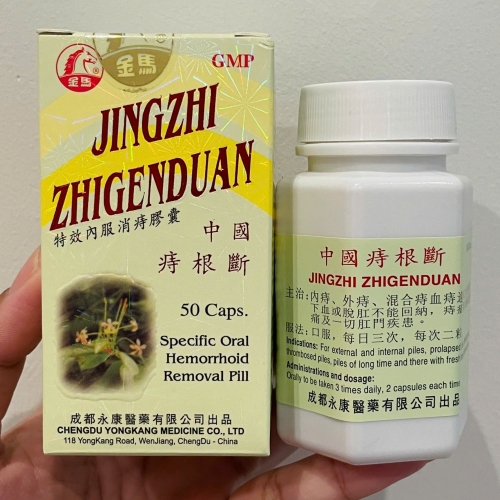 金馬
金馬
GMP
JINGZHI
ZHIGENDUAN
特效內服消痔膠囊
中國
痔根斷
50 Caps.
Specific Oral
Hemorrhoid
Removal Pill
成都永康醫藥有限公司出品
CHENGDU YONGKANG MEDICINE CO., LTD
118 YongKang Road, WenJiang, ChengDu - China
中國痔根斷
JINGZHI ZHIGENDUAN
主治：內痔、外痔、混合痔血痔
下血或脫肛不能回納，痔
痛及一切肛門疾患。
服法：口服，每日三次，每次二
Indications: For external and internal piles, prolapsed
thrombosed piles, piles of long time and there with fresh
Administrations and dosage:
Orally to be taken 3 times daily, 2 capsules each time
成都永康醫藥有限公司